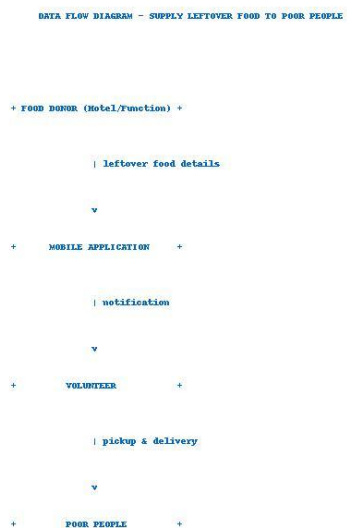 DATA FLOW DIAGRAM - SUPPLY LEFTOVER FOOD TO POOR PEOPLE
+ FOOD DONOR (Hotel/Function) +
| leftover food details
v
+ MOBILE APPLICATION +
| notification
v
+ VOLUNTEER +
| pickup & delivery
v
+ POOR PEOPLE +